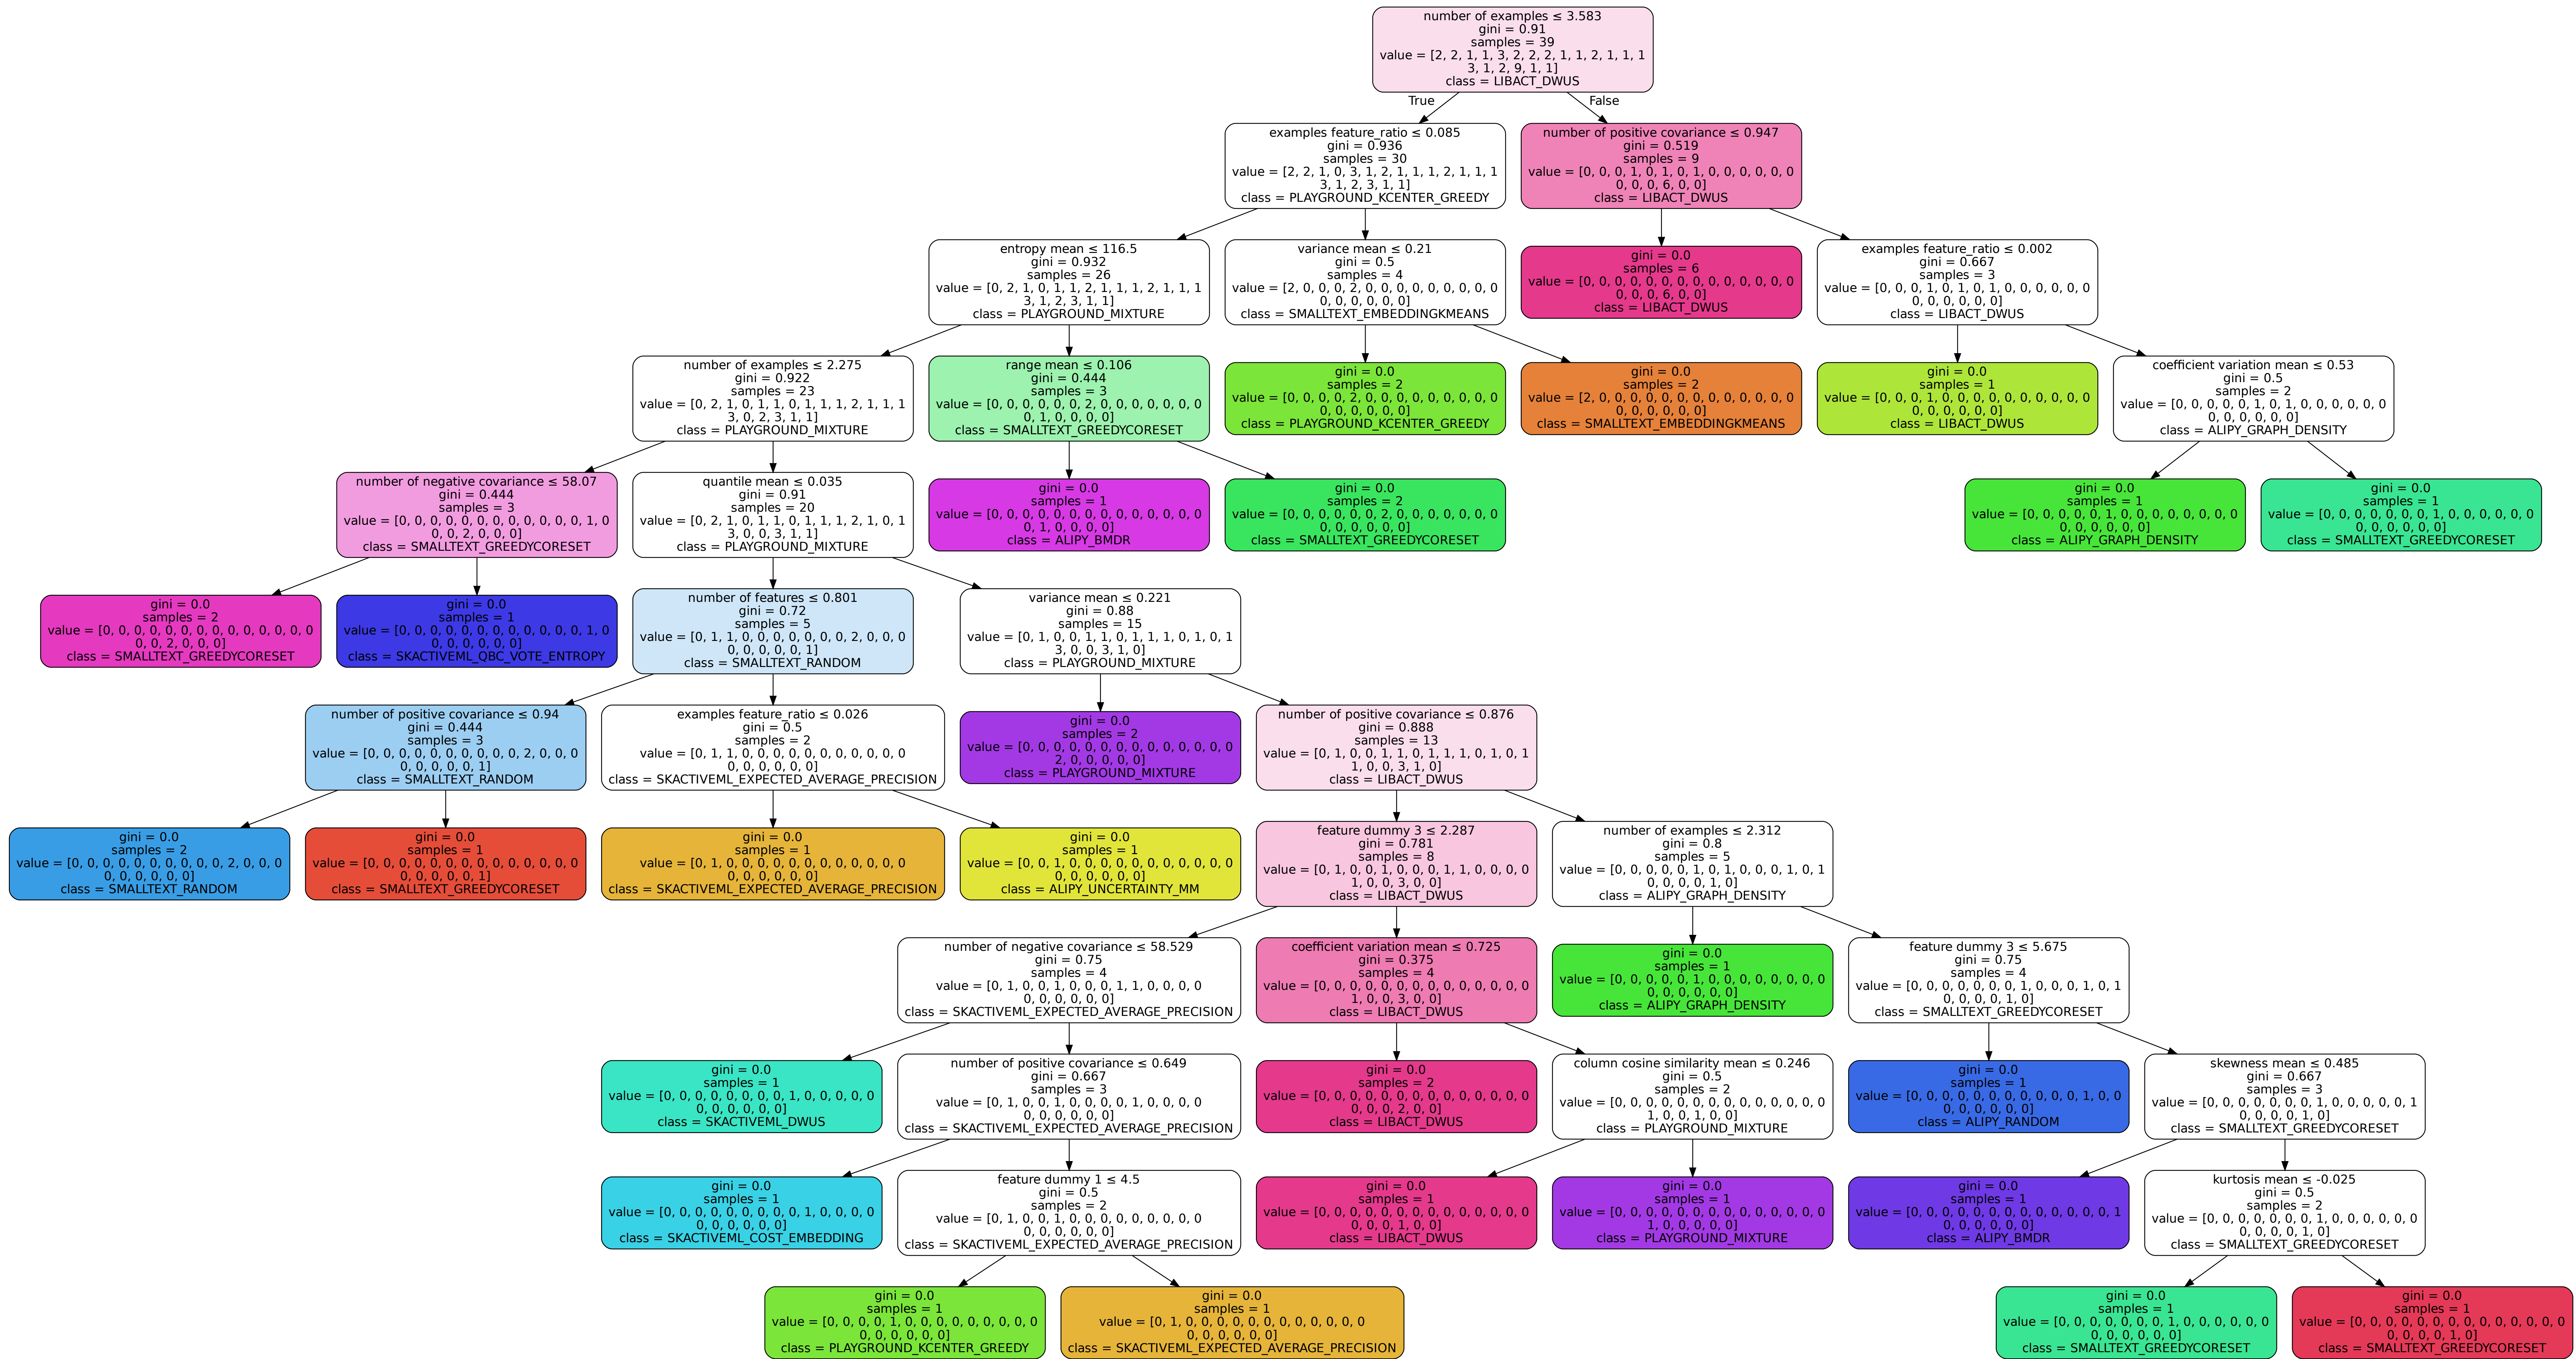 number of examples ≤ 3.583
gini = 0.91
samples = 39
value = [2, 2, 1, 1, 3, 2, 2, 2, 1, 1, 2, 1, 1, 1
3, 1, 2, 9, 1, 1]
class = LIBACT_DWUS
True
False
examples feature_ratio ≤ 0.085
gini = 0.936
samples = 30
value = [2, 2, 1, 0, 3, 1, 2, 1, 1, 1, 2, 1, 1, 1
3, 1, 2, 3, 1, 1]
class = PLAYGROUND_KCENTER_GREEDY
number of positive covariance ≤ 0.947
gini = 0.519
samples = 9
value = [0, 0, 0, 1, 0, 1, 0, 1, 0, 0, 0, 0, 0, 0
0, 0, 0, 6, 0, 0]
class = LIBACT_DWUS
entropy mean ≤ 116.5
gini = 0.932
samples = 26
value = [0, 2, 1, 0, 1, 1, 2, 1, 1, 1, 2, 1, 1, 1
3, 1, 2, 3, 1, 1]
class = PLAYGROUND_MIXTURE
variance mean ≤ 0.21
gini = 0.5
samples = 4
value = [2, 0, 0, 0, 2, 0, 0, 0, 0, 0, 0, 0, 0, 0
0, 0, 0, 0, 0, 0]
class = SMALLTEXT_EMBEDDINGKMEANS
gini = 0.0
samples = 6
value = [0, 0, 0, 0, 0, 0, 0, 0, 0, 0, 0, 0, 0, 0
0, 0, 0, 6, 0, 0]
class = LIBACT_DWUS
examples feature_ratio ≤ 0.002
gini = 0.667
samples = 3
value = [0, 0, 0, 1, 0, 1, 0, 1, 0, 0, 0, 0, 0, 0
0, 0, 0, 0, 0, 0]
class = LIBACT_DWUS
number of examples ≤ 2.275
gini = 0.922
samples = 23
value = [0, 2, 1, 0, 1, 1, 0, 1, 1, 1, 2, 1, 1, 1
3, 0, 2, 3, 1, 1]
class = PLAYGROUND_MIXTURE
range mean ≤ 0.106
gini = 0.444
samples = 3
value = [0, 0, 0, 0, 0, 0, 2, 0, 0, 0, 0, 0, 0, 0
0, 1, 0, 0, 0, 0]
class = SMALLTEXT_GREEDYCORESET
gini = 0.0
samples = 2
value = [0, 0, 0, 0, 2, 0, 0, 0, 0, 0, 0, 0, 0, 0
0, 0, 0, 0, 0, 0]
class = PLAYGROUND_KCENTER_GREEDY
gini = 0.0
samples = 2
value = [2, 0, 0, 0, 0, 0, 0, 0, 0, 0, 0, 0, 0, 0
0, 0, 0, 0, 0, 0]
class = SMALLTEXT_EMBEDDINGKMEANS
gini = 0.0
samples = 1
value = [0, 0, 0, 1, 0, 0, 0, 0, 0, 0, 0, 0, 0, 0
0, 0, 0, 0, 0, 0]
class = LIBACT_DWUS
coefficient variation mean ≤ 0.53
gini = 0.5
samples = 2
value = [0, 0, 0, 0, 0, 1, 0, 1, 0, 0, 0, 0, 0, 0
0, 0, 0, 0, 0, 0]
class = ALIPY_GRAPH_DENSITY
number of negative covariance ≤ 58.07
gini = 0.444
samples = 3
value = [0, 0, 0, 0, 0, 0, 0, 0, 0, 0, 0, 0, 1, 0
0, 0, 2, 0, 0, 0]
class = SMALLTEXT_GREEDYCORESET
quantile mean ≤ 0.035
gini = 0.91
samples = 20
value = [0, 2, 1, 0, 1, 1, 0, 1, 1, 1, 2, 1, 0, 1
3, 0, 0, 3, 1, 1]
class = PLAYGROUND_MIXTURE
gini = 0.0
samples = 1
value = [0, 0, 0, 0, 0, 0, 0, 0, 0, 0, 0, 0, 0, 0
0, 1, 0, 0, 0, 0]
class = ALIPY_BMDR
gini = 0.0
samples = 2
value = [0, 0, 0, 0, 0, 0, 2, 0, 0, 0, 0, 0, 0, 0
0, 0, 0, 0, 0, 0]
class = SMALLTEXT_GREEDYCORESET
gini = 0.0
samples = 1
value = [0, 0, 0, 0, 0, 1, 0, 0, 0, 0, 0, 0, 0, 0
0, 0, 0, 0, 0, 0]
class = ALIPY_GRAPH_DENSITY
gini = 0.0
samples = 1
value = [0, 0, 0, 0, 0, 0, 0, 1, 0, 0, 0, 0, 0, 0
0, 0, 0, 0, 0, 0]
class = SMALLTEXT_GREEDYCORESET
gini = 0.0
samples = 2
value = [0, 0, 0, 0, 0, 0, 0, 0, 0, 0, 0, 0, 0, 0
0, 0, 2, 0, 0, 0]
class = SMALLTEXT_GREEDYCORESET
gini = 0.0
samples = 1
value = [0, 0, 0, 0, 0, 0, 0, 0, 0, 0, 0, 0, 1, 0
0, 0, 0, 0, 0, 0]
class = SKACTIVEML_QBC_VOTE_ENTROPY
number of features ≤ 0.801
gini = 0.72
samples = 5
value = [0, 1, 1, 0, 0, 0, 0, 0, 0, 0, 2, 0, 0, 0
0, 0, 0, 0, 0, 1]
class = SMALLTEXT_RANDOM
variance mean ≤ 0.221
gini = 0.88
samples = 15
value = [0, 1, 0, 0, 1, 1, 0, 1, 1, 1, 0, 1, 0, 1
3, 0, 0, 3, 1, 0]
class = PLAYGROUND_MIXTURE
number of positive covariance ≤ 0.94
gini = 0.444
samples = 3
value = [0, 0, 0, 0, 0, 0, 0, 0, 0, 0, 2, 0, 0, 0
0, 0, 0, 0, 0, 1]
class = SMALLTEXT_RANDOM
examples feature_ratio ≤ 0.026
gini = 0.5
samples = 2
value = [0, 1, 1, 0, 0, 0, 0, 0, 0, 0, 0, 0, 0, 0
0, 0, 0, 0, 0, 0]
class = SKACTIVEML_EXPECTED_AVERAGE_PRECISION
gini = 0.0
samples = 2
value = [0, 0, 0, 0, 0, 0, 0, 0, 0, 0, 0, 0, 0, 0
2, 0, 0, 0, 0, 0]
class = PLAYGROUND_MIXTURE
number of positive covariance ≤ 0.876
gini = 0.888
samples = 13
value = [0, 1, 0, 0, 1, 1, 0, 1, 1, 1, 0, 1, 0, 1
1, 0, 0, 3, 1, 0]
class = LIBACT_DWUS
gini = 0.0
samples = 2
value = [0, 0, 0, 0, 0, 0, 0, 0, 0, 0, 2, 0, 0, 0
0, 0, 0, 0, 0, 0]
class = SMALLTEXT_RANDOM
gini = 0.0
samples = 1
value = [0, 0, 0, 0, 0, 0, 0, 0, 0, 0, 0, 0, 0, 0
0, 0, 0, 0, 0, 1]
class = SMALLTEXT_GREEDYCORESET
gini = 0.0
samples = 1
value = [0, 1, 0, 0, 0, 0, 0, 0, 0, 0, 0, 0, 0, 0
0, 0, 0, 0, 0, 0]
class = SKACTIVEML_EXPECTED_AVERAGE_PRECISION
gini = 0.0
samples = 1
value = [0, 0, 1, 0, 0, 0, 0, 0, 0, 0, 0, 0, 0, 0
0, 0, 0, 0, 0, 0]
class = ALIPY_UNCERTAINTY_MM
feature dummy 3 ≤ 2.287
gini = 0.781
samples = 8
value = [0, 1, 0, 0, 1, 0, 0, 0, 1, 1, 0, 0, 0, 0
1, 0, 0, 3, 0, 0]
class = LIBACT_DWUS
number of examples ≤ 2.312
gini = 0.8
samples = 5
value = [0, 0, 0, 0, 0, 1, 0, 1, 0, 0, 0, 1, 0, 1
0, 0, 0, 0, 1, 0]
class = ALIPY_GRAPH_DENSITY
number of negative covariance ≤ 58.529
gini = 0.75
samples = 4
value = [0, 1, 0, 0, 1, 0, 0, 0, 1, 1, 0, 0, 0, 0
0, 0, 0, 0, 0, 0]
class = SKACTIVEML_EXPECTED_AVERAGE_PRECISION
coefficient variation mean ≤ 0.725
gini = 0.375
samples = 4
value = [0, 0, 0, 0, 0, 0, 0, 0, 0, 0, 0, 0, 0, 0
1, 0, 0, 3, 0, 0]
class = LIBACT_DWUS
gini = 0.0
samples = 1
value = [0, 0, 0, 0, 0, 1, 0, 0, 0, 0, 0, 0, 0, 0
0, 0, 0, 0, 0, 0]
class = ALIPY_GRAPH_DENSITY
feature dummy 3 ≤ 5.675
gini = 0.75
samples = 4
value = [0, 0, 0, 0, 0, 0, 0, 1, 0, 0, 0, 1, 0, 1
0, 0, 0, 0, 1, 0]
class = SMALLTEXT_GREEDYCORESET
gini = 0.0
samples = 1
value = [0, 0, 0, 0, 0, 0, 0, 0, 1, 0, 0, 0, 0, 0
0, 0, 0, 0, 0, 0]
class = SKACTIVEML_DWUS
number of positive covariance ≤ 0.649
gini = 0.667
samples = 3
value = [0, 1, 0, 0, 1, 0, 0, 0, 0, 1, 0, 0, 0, 0
0, 0, 0, 0, 0, 0]
class = SKACTIVEML_EXPECTED_AVERAGE_PRECISION
gini = 0.0
samples = 2
value = [0, 0, 0, 0, 0, 0, 0, 0, 0, 0, 0, 0, 0, 0
0, 0, 0, 2, 0, 0]
class = LIBACT_DWUS
column cosine similarity mean ≤ 0.246
gini = 0.5
samples = 2
value = [0, 0, 0, 0, 0, 0, 0, 0, 0, 0, 0, 0, 0, 0
1, 0, 0, 1, 0, 0]
class = PLAYGROUND_MIXTURE
gini = 0.0
samples = 1
value = [0, 0, 0, 0, 0, 0, 0, 0, 0, 0, 0, 1, 0, 0
0, 0, 0, 0, 0, 0]
class = ALIPY_RANDOM
skewness mean ≤ 0.485
gini = 0.667
samples = 3
value = [0, 0, 0, 0, 0, 0, 0, 1, 0, 0, 0, 0, 0, 1
0, 0, 0, 0, 1, 0]
class = SMALLTEXT_GREEDYCORESET
gini = 0.0
samples = 1
value = [0, 0, 0, 0, 0, 0, 0, 0, 0, 1, 0, 0, 0, 0
0, 0, 0, 0, 0, 0]
class = SKACTIVEML_COST_EMBEDDING
feature dummy 1 ≤ 4.5
gini = 0.5
samples = 2
value = [0, 1, 0, 0, 1, 0, 0, 0, 0, 0, 0, 0, 0, 0
0, 0, 0, 0, 0, 0]
class = SKACTIVEML_EXPECTED_AVERAGE_PRECISION
gini = 0.0
samples = 1
value = [0, 0, 0, 0, 0, 0, 0, 0, 0, 0, 0, 0, 0, 0
0, 0, 0, 1, 0, 0]
class = LIBACT_DWUS
gini = 0.0
samples = 1
value = [0, 0, 0, 0, 0, 0, 0, 0, 0, 0, 0, 0, 0, 0
1, 0, 0, 0, 0, 0]
class = PLAYGROUND_MIXTURE
gini = 0.0
samples = 1
value = [0, 0, 0, 0, 0, 0, 0, 0, 0, 0, 0, 0, 0, 1
0, 0, 0, 0, 0, 0]
class = ALIPY_BMDR
kurtosis mean ≤ -0.025
gini = 0.5
samples = 2
value = [0, 0, 0, 0, 0, 0, 0, 1, 0, 0, 0, 0, 0, 0
0, 0, 0, 0, 1, 0]
class = SMALLTEXT_GREEDYCORESET
gini = 0.0
samples = 1
value = [0, 0, 0, 0, 1, 0, 0, 0, 0, 0, 0, 0, 0, 0
0, 0, 0, 0, 0, 0]
class = PLAYGROUND_KCENTER_GREEDY
gini = 0.0
samples = 1
value = [0, 1, 0, 0, 0, 0, 0, 0, 0, 0, 0, 0, 0, 0
0, 0, 0, 0, 0, 0]
class = SKACTIVEML_EXPECTED_AVERAGE_PRECISION
gini = 0.0
samples = 1
value = [0, 0, 0, 0, 0, 0, 0, 1, 0, 0, 0, 0, 0, 0
0, 0, 0, 0, 0, 0]
class = SMALLTEXT_GREEDYCORESET
gini = 0.0
samples = 1
value = [0, 0, 0, 0, 0, 0, 0, 0, 0, 0, 0, 0, 0, 0
0, 0, 0, 0, 1, 0]
class = SMALLTEXT_GREEDYCORESET